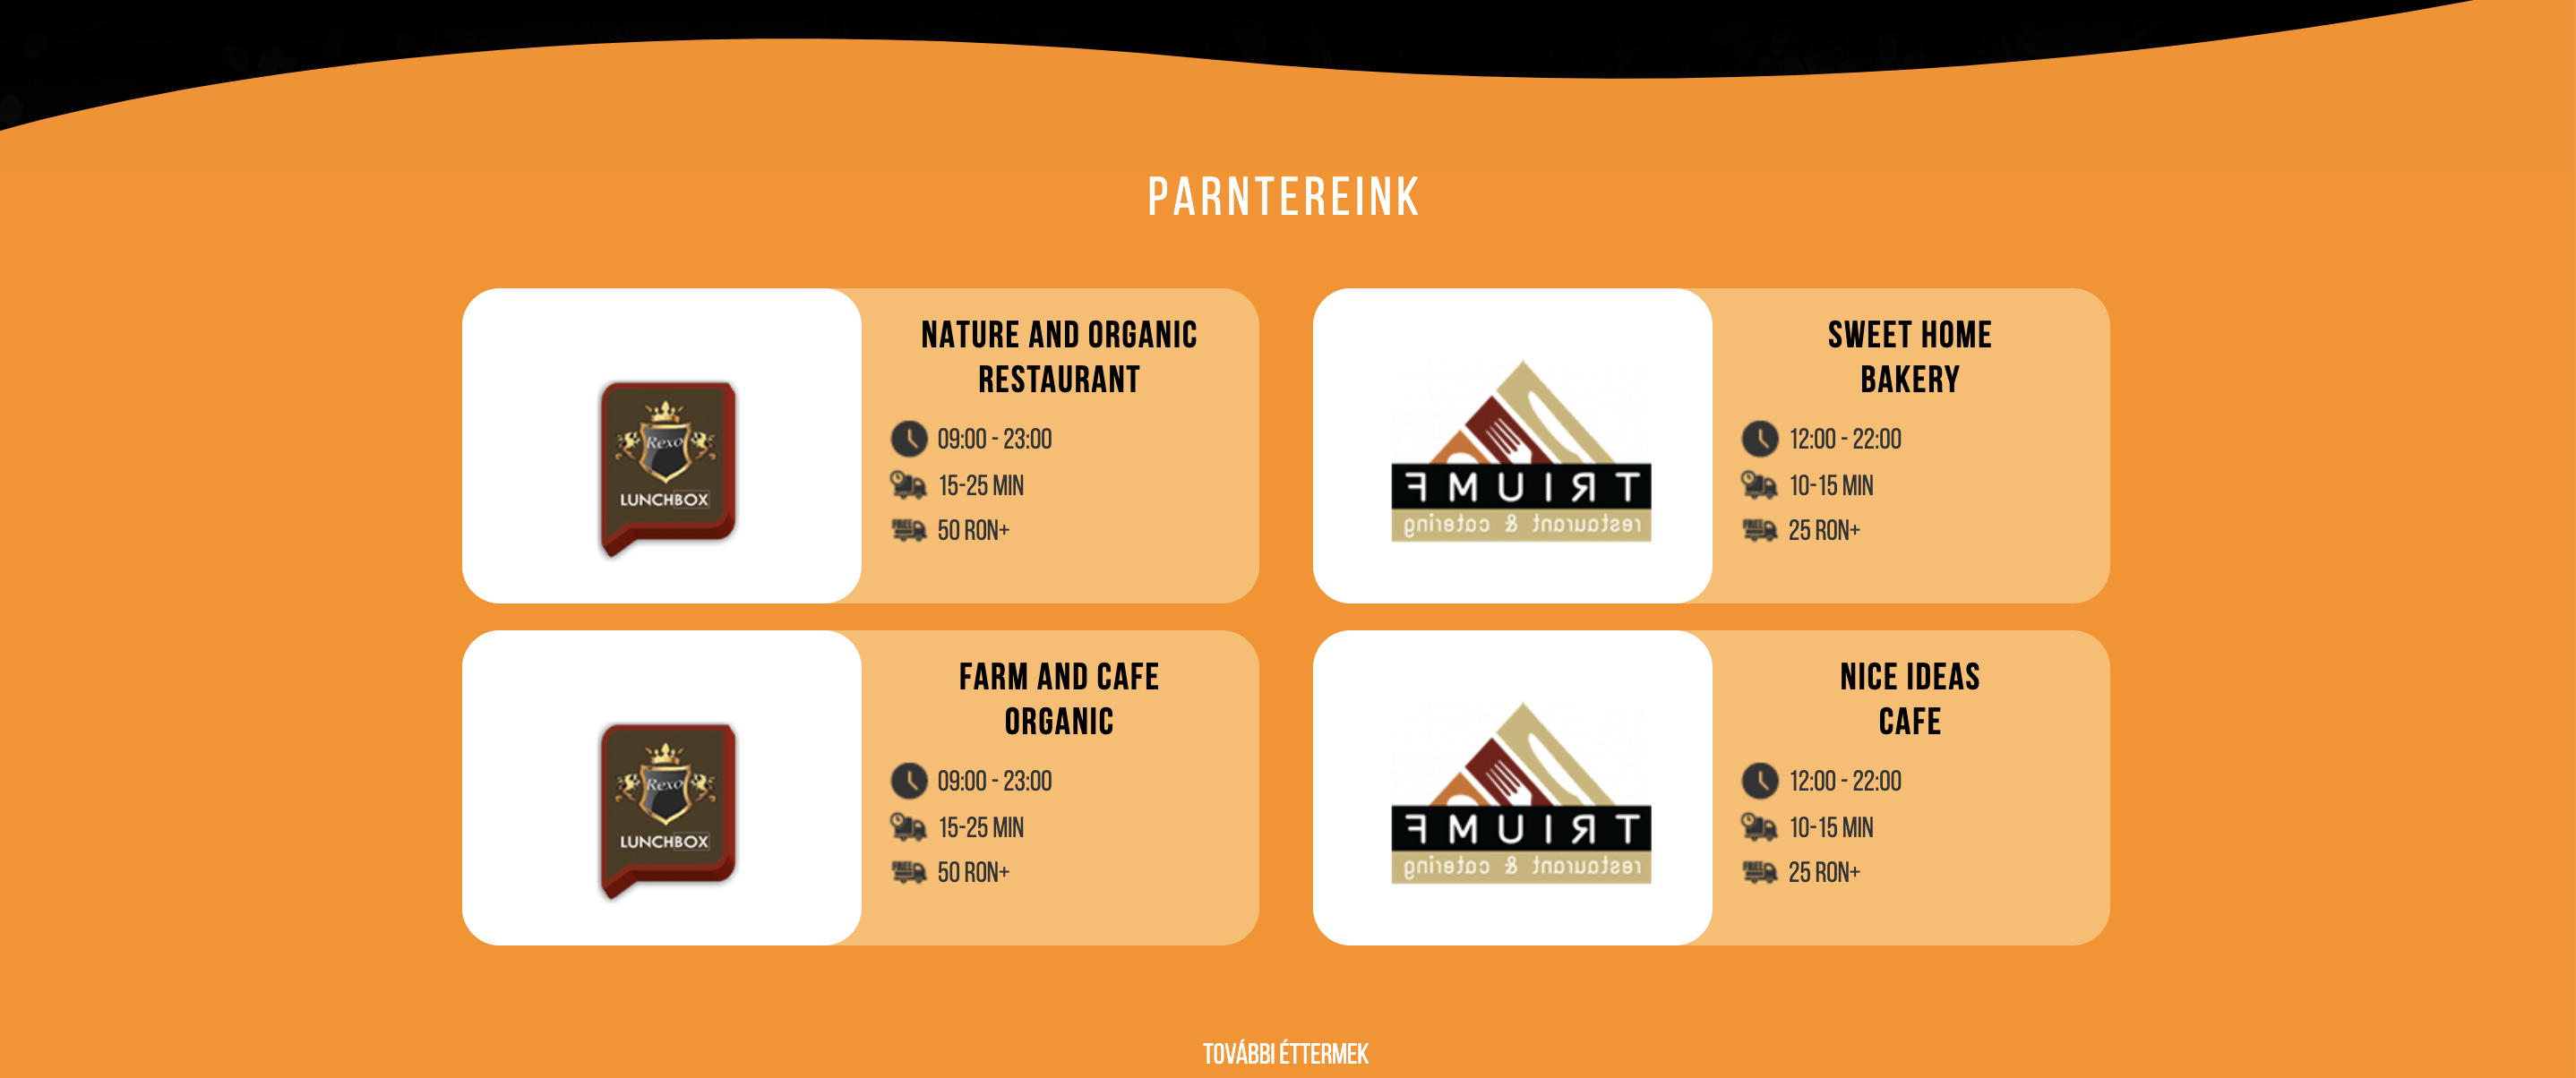 PARNTEREINK
NATURE AND ORGANIC
RESTAURANT
09:00 - 23:00
15-25 MIN
FREE
50 RON+
Rexo
LUNCHBOX
SWEET HOME
BAKERY
12:00 - 22:00
10-15 MIN
FREE
25 RON+
TRIUMF
restaurant & catering
FARM AND CAFE
ORGANIC
09:00 - 23:00
15-25 MIN
FREE
50 RON+
Rexo
LUNCHBOX
NICE IDEAS
CAFE
12:00 - 22:00
10-15 MIN
FREE
25 RON+
TRIUMF
restaurant & catering
TOVÁBBI ÉTTERMEK